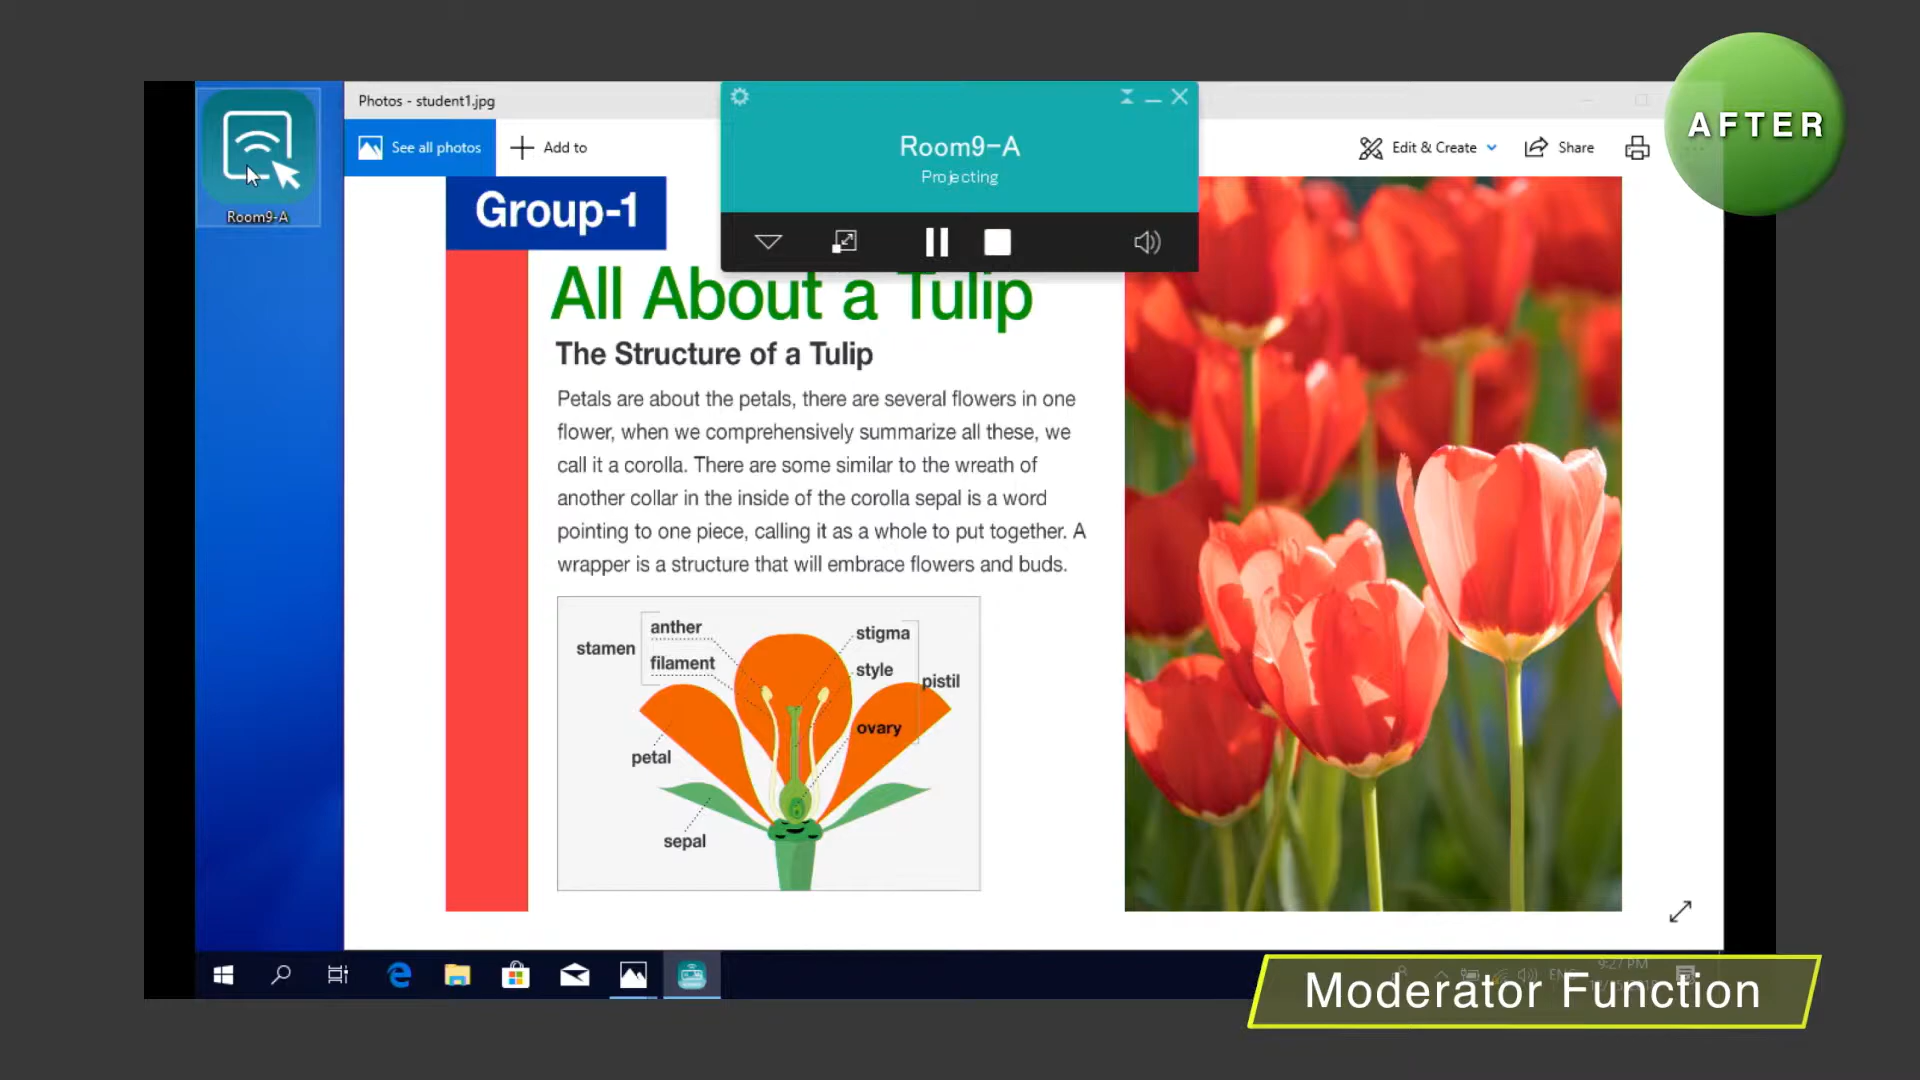 AFTER
Photos - student1.jpg
See all photos
Add to
Room9-A
Projecting
Edit & Create
Share
Room9-A
Group-1
All About a Tulip
The Structure of a Tulip
Petals are about the petals, there are several flowers in one
flower, when we comprehensively summarize all these, we
call it a corolla. There are some similar to the wreath of
another collar in the inside of the corolla sepal is a word
pointing to one piece, calling it as a whole to put together. A
wrapper is a structure that will embrace flowers and buds.
anther
stamen
filament
stigma
style
pistil
ovary
petal
sepal
9:27 PM
Moderator Function